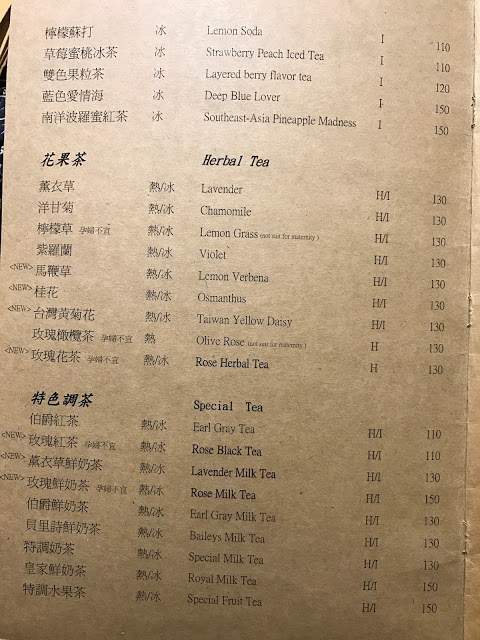 檸檬蘇打 冰 Lemon Soda I 110
草莓蜜桃冰茶 冰 Strawberry Peach Iced Tea I 110
雙色果粒茶 冰 Layered berry flavor tea I 120
藍色愛情海 冰 Deep Blue Lover I 150
南洋波羅蜜紅茶 冰 Southeast-Asia Pineapple Madness I 150
花果茶 Herbal Tea
薰衣草 熱/冰 Lavender H/I 130
洋甘菊 熱/冰 Chamomile H/I 130
檸檬草 孕婦不宜 熱/冰 Lemon Grass (not suit for maternity ) H/I 130
紫羅蘭 熱/冰 Violet H/I 130
<NEW> 馬鞭草 熱/冰 Lemon Verbena H/I 130
<NEW> 桂花 熱/冰 Osmanthus H/I 130
<NEW> 台灣黃菊花 熱/冰 Taiwan Yellow Daisy H/I 130
玫瑰橄欖茶 孕婦不宜 熱 Olive Rose (not suit for maternity ) H 130
<NEW> 玫瑰花茶 孕婦不宜 熱/冰 Rose Herbal Tea H/I 130
特色調茶 Special Tea
伯爵紅茶 熱/冰 Earl Gray Tea H/I 110
<NEW> 玫瑰紅茶 孕婦不宜 熱/冰 Rose Black Tea H/I 110
<NEW> 薰衣草鮮奶茶 熱/冰 Lavender Milk Tea H/I 130
<NEW> 玫瑰鮮奶茶 孕婦不宜 熱/冰 Rose Milk Tea H/I 150
伯爵鮮奶茶 熱/冰 Earl Gray Milk Tea H/I 130
貝里詩鮮奶茶 熱/冰 Baileys Milk Tea H/I 130
特調奶茶 熱/冰 Special Milk Tea H/I 130
皇家鮮奶茶 熱/冰 Royal Milk Tea H/I 150
特調水果茶 熱/冰 Special Fruit Tea H/I 150